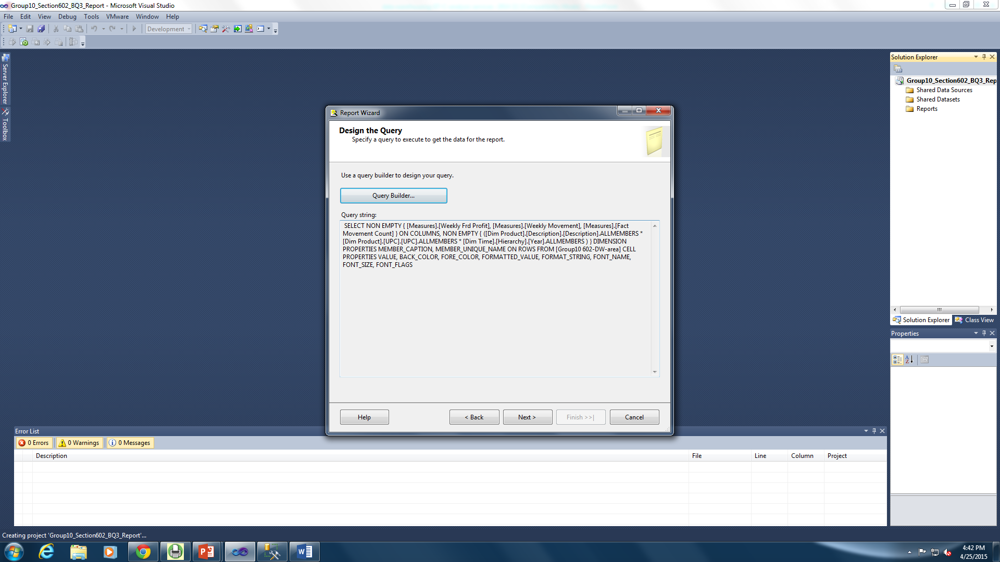 Group10_Section602_BQ3_Report - Microsoft Visual Studio
File Edit View Debug Tools VMware Window Help
Development
Server Explorer
Toolbox
Solution Explorer
Group10_Section602_BQ3_Rep
Shared Data Sources
Shared Datasets
Reports
Solution Explorer Class View
Properties
Report Wizard
Design the Query
Specify a query to execute to get the data for the report.
Use a query builder to design your query.
Query Builder...
Query string:
SELECT NON EMPTY { [Measures].[Weekly Frd Profit], [Measures].[Weekly Movement], [Measures].[Fact
Movement Count] } ON COLUMNS, NON EMPTY { ([Dim Product].[Description].[Description].ALLMEMBERS *
[Dim Product].[UPC].[UPC].ALLMEMBERS * [Dim Time].[Hierarchy].[Year].ALLMEMBERS ) } DIMENSION
PROPERTIES MEMBER_CAPTION, MEMBER_UNIQUE_NAME ON ROWS FROM [Group10 602-DW-area] CELL
PROPERTIES VALUE, BACK_COLOR, FORE_COLOR, FORMATTED_VALUE, FORMAT_STRING, FONT_NAME,
FONT_SIZE, FONT_FLAGS
Help < Back Next > Finish >>| Cancel
Error List
0 Errors 0 Warnings 0 Messages
Description File Line Column Project
Creating project 'Group10_Section602_BQ3_Report'...
4:42 PM
4/25/2015